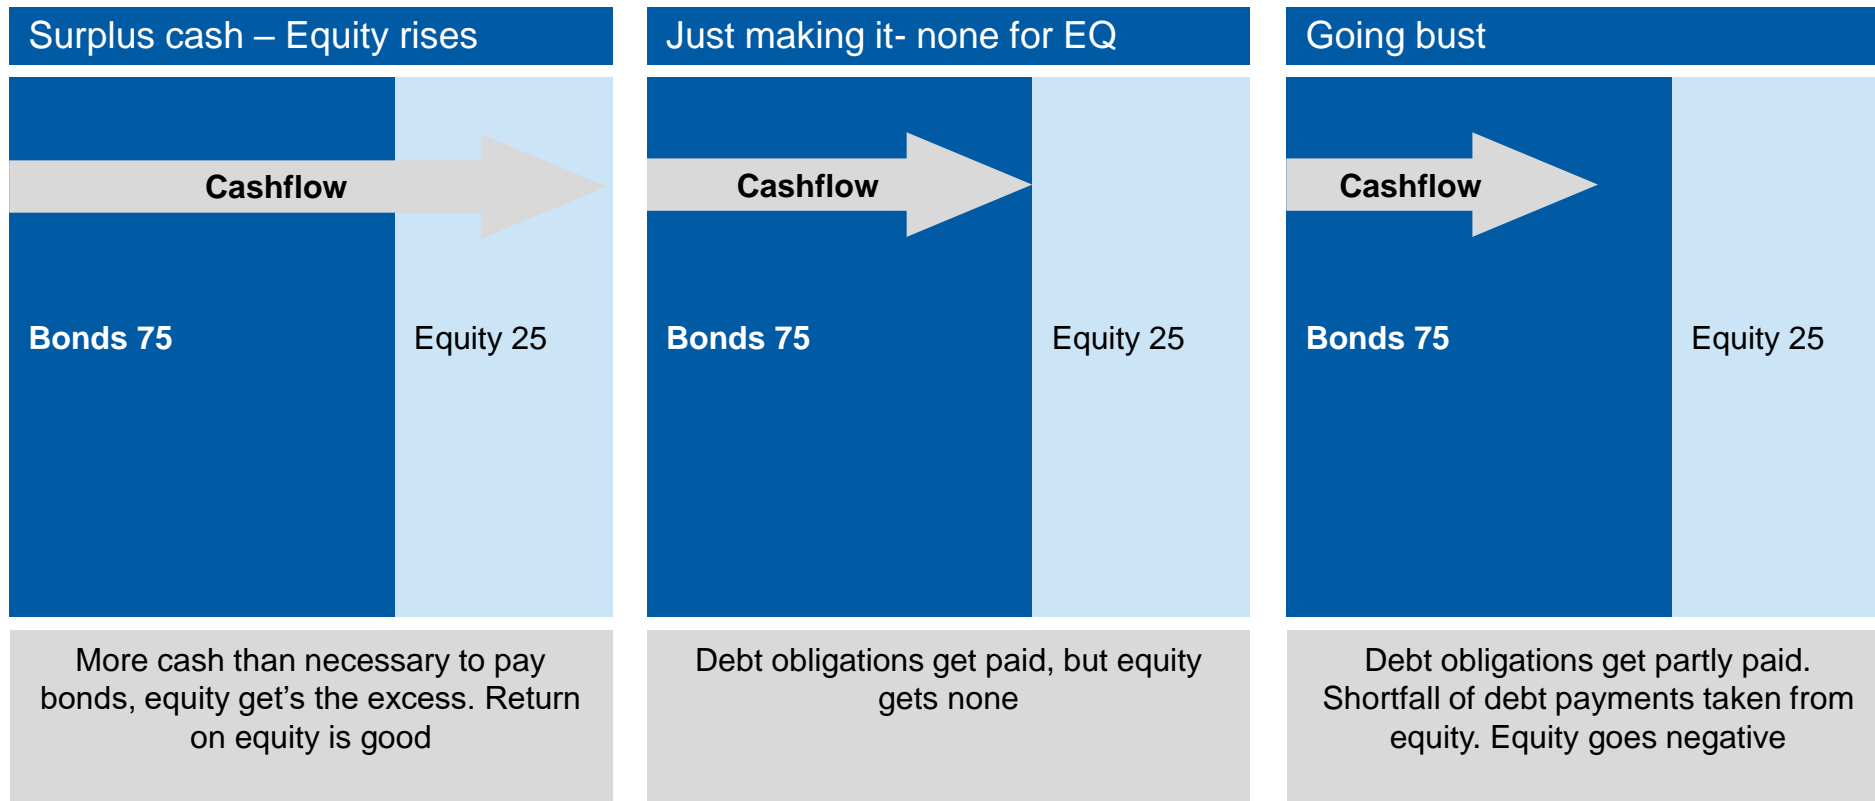 Surplus cash – Equity rises
Cashflow
Bonds 75
Equity 25
More cash than necessary to pay
bonds, equity get's the excess. Return
on equity is good
Just making it- none for EQ
Cashflow
Bonds 75
Equity 25
Debt obligations get paid, but equity
gets none
Going bust
Cashflow
Bonds 75
Equity 25
Debt obligations get partly paid.
Shortfall of debt payments taken from
equity. Equity goes negative